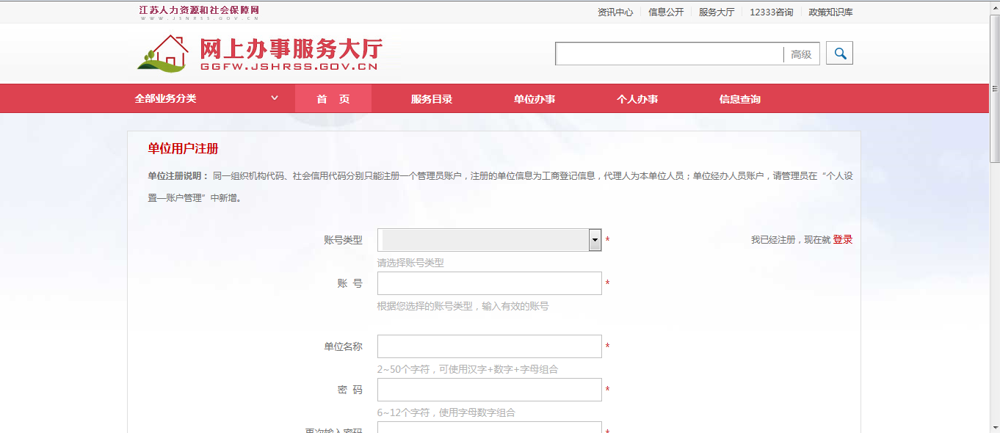 江苏人力资源和社会保障网
WWW.JSHRSS.GOV.CN
资讯中心 信息公开 服务大厅 12333咨询 政策知识库
网上办事服务大厅
GGFW.JSHRSS.GOV.CN
高级
全部业务分类 首 页 服务目录 单位办事 个人办事 信息查询
单位用户注册
单位注册说明： 同一组织机构代码、社会信用代码分别只能注册一个管理员账户，注册的单位信息为工商登记信息，代理人为本单位人员；单位经办人员账户，请管理员在“个人设
置—账户管理”中新增。
账号类型 * 我已经注册，现在就 登录
请选择账号类型
账 号 *
根据您选择的账号类型，输入有效的账号
单位名称 *
2~50个字符，可使用汉字+数字+字母组合
密 码 *
6~12个字符，使用字母数字组合
再次输入密码 *